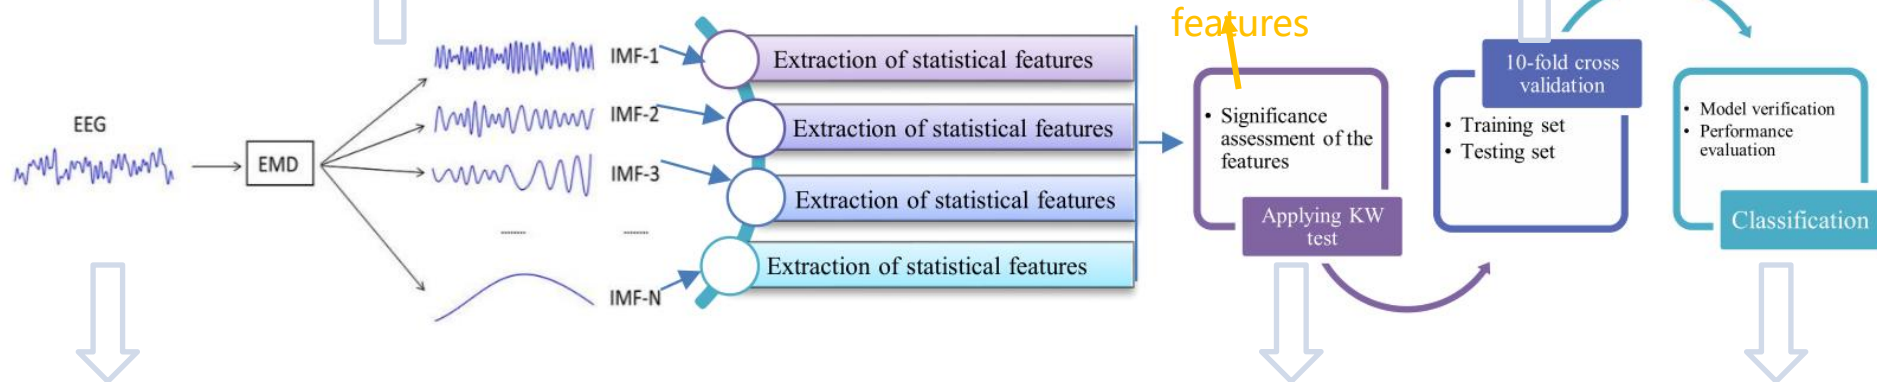 EEG
EMD
IMF-1
IMF-2
IMF-3
........
........
IMF-N
Extraction of statistical features
Extraction of statistical features
Extraction of statistical features
Extraction of statistical features
features
• Significance
assessment of the
features
Applying KW
test
10-fold cross
validation
• Training set
• Testing set
• Model verification
• Performance
evaluation
Classification